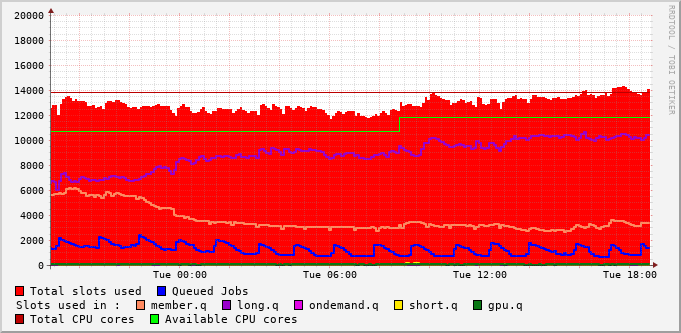 20000
18000
16000
14000
12000
10000
8000
6000
4000
2000
0
Tue 00:00 Tue 06:00 Tue 12:00 Tue 18:00
RRDTOOL / TOBI OETIKER
Total slots used Queued Jobs
Slots used in : member.q long.q ondemand.q short.q gpu.q
Total CPU cores Available CPU cores